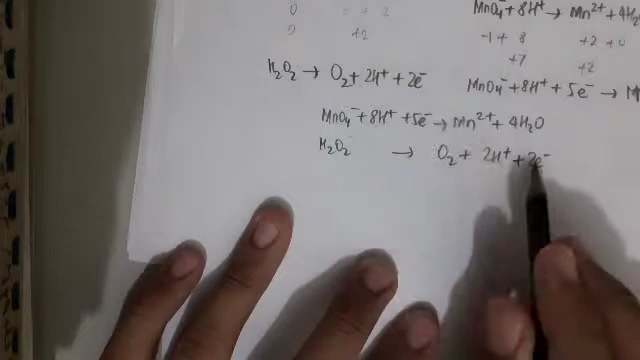 0 = + 2
0 +2
H₂O₂ → O₂ + 2H⁺ + 2e⁻
MnO₄⁻ + 8H⁺ → Mn²⁺ + 4H₂O
-1 + 8 +2 + 0
+7 +2
MnO₄⁻ + 8H⁺ + 5e⁻ →
MnO₄⁻ + 8H⁺ + 5e⁻ → Mn²⁺ + 4H₂O
H₂O₂ → O₂ + 2H⁺ + 2e⁻